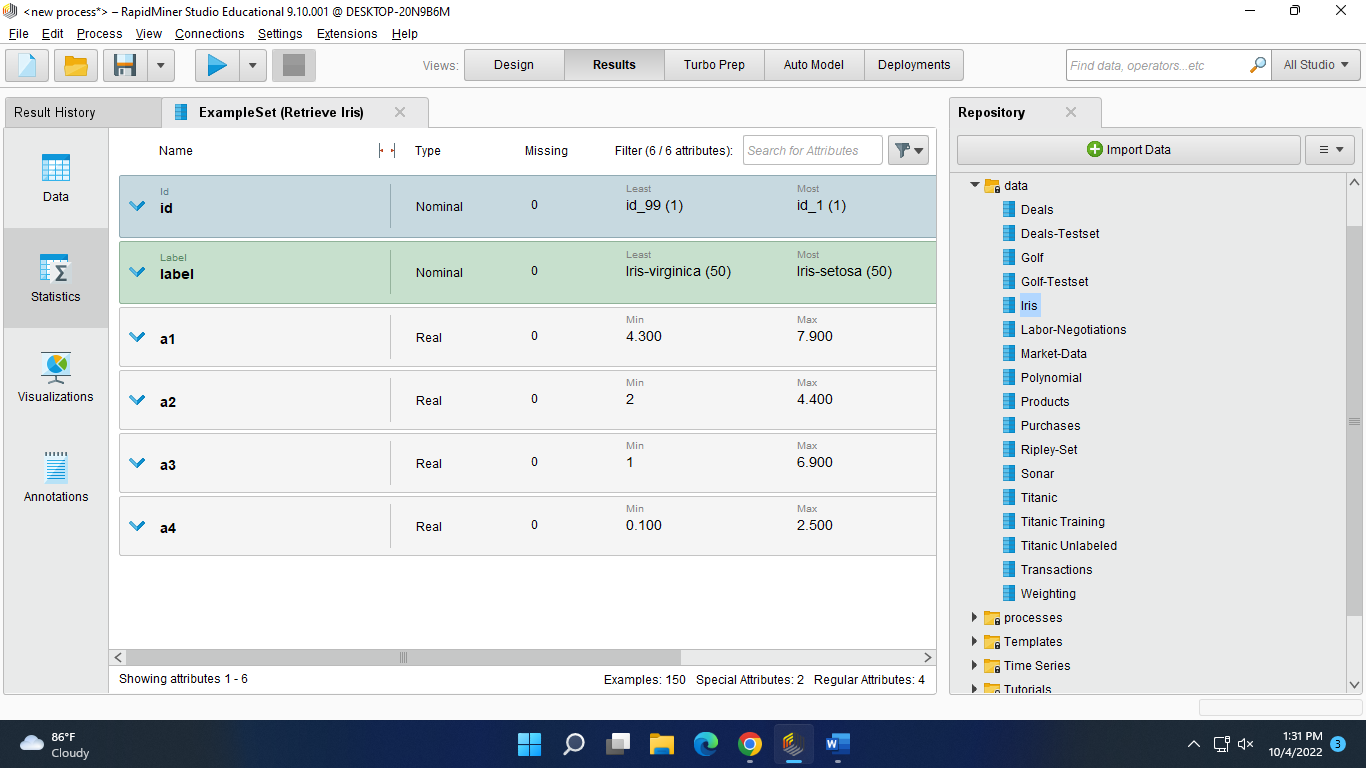 <new process*> – RapidMiner Studio Educational 9.10.001 @ DESKTOP-20N9B6M
File Edit Process View Connections Settings Extensions Help
Views: Design Results Turbo Prep Auto Model Deployments Find data, operators...etc All Studio
Result History ExampleSet (Retrieve Iris)
Data
Statistics
Visualizations
Annotations
Name Type Missing Filter (6 / 6 attributes): Search for Attributes
Id Least Most
id Nominal 0 id_99 (1) id_1 (1)
Label Least Most
label Nominal 0 Iris-virginica (50) Iris-setosa (50)
Min Max
a1 Real 0 4.300 7.900
Min Max
a2 Real 0 2 4.400
Min Max
a3 Real 0 1 6.900
Min Max
a4 Real 0 0.100 2.500
Showing attributes 1 - 6 Examples: 150 Special Attributes: 2 Regular Attributes: 4
Repository
Import Data
data
Deals
Deals-Testset
Golf
Golf-Testset
Iris
Labor-Negotiations
Market-Data
Polynomial
Products
Purchases
Ripley-Set
Sonar
Titanic
Titanic Training
Titanic Unlabeled
Transactions
Weighting
processes
Templates
Time Series
Tutorials
86°F
Cloudy
1:31 PM
10/4/2022
3